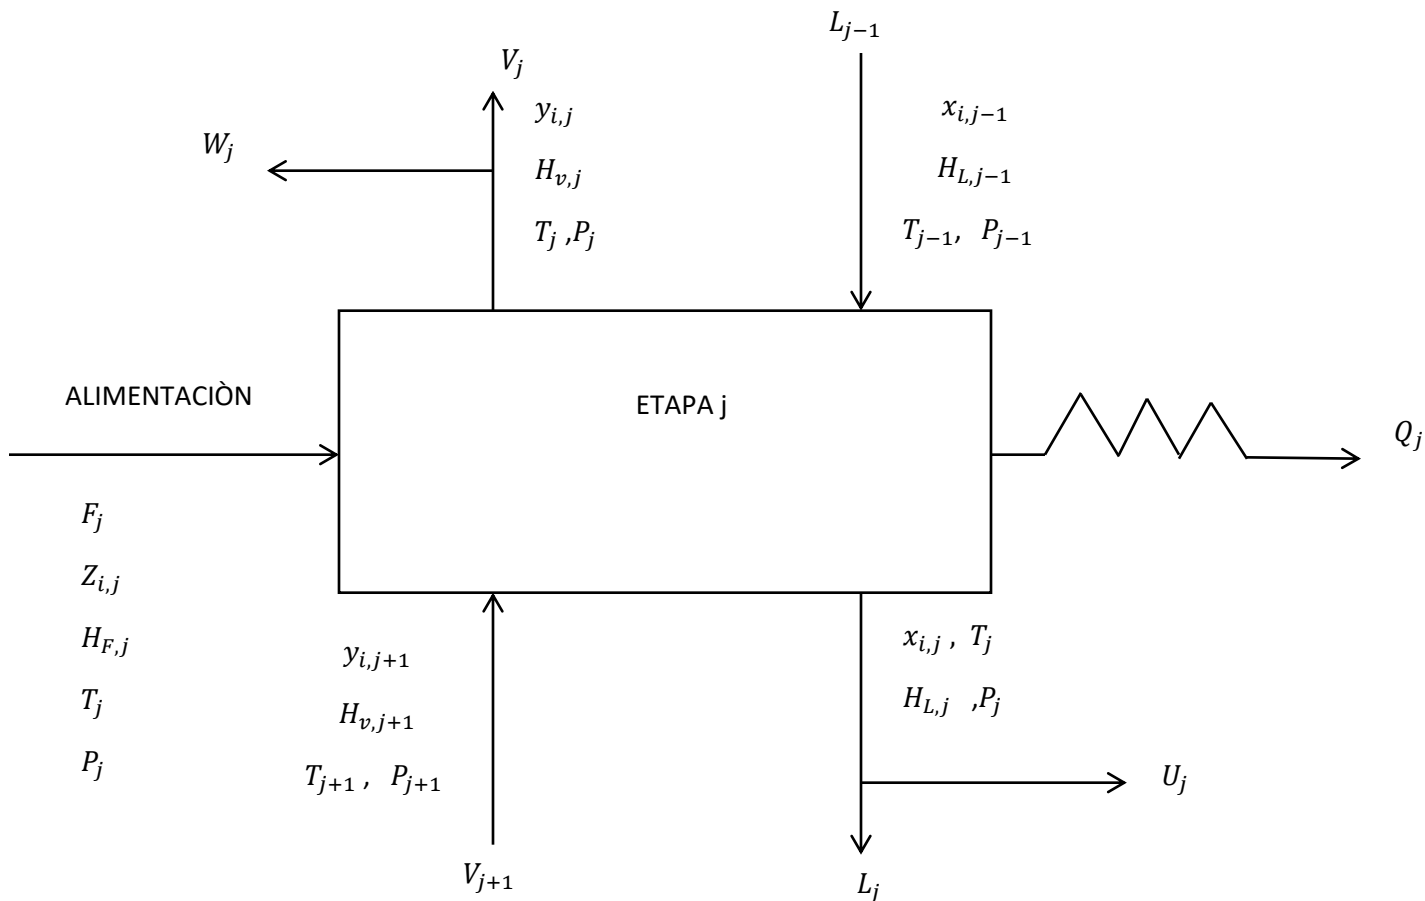 L_{j-1}
V_j
y_{i,j}
x_{i,j-1}
W_j
H_{v,j}
H_{L,j-1}
T_j ,P_j
T_{j-1}, P_{j-1}
ALIMENTACIÒN
ETAPA j
Q_j
F_j
Z_{i,j}
H_{F,j}
T_j
P_j
y_{i,j+1}
H_{v,j+1}
T_{j+1} , P_{j+1}
x_{i,j} , T_j
H_{L,j} ,P_j
U_j
V_{j+1}
L_j